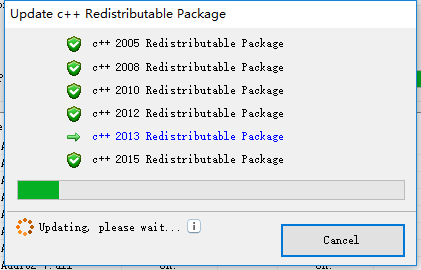 Update c++ Redistributable Package
c++ 2005 Redistributable Package
c++ 2008 Redistributable Package
c++ 2010 Redistributable Package
c++ 2012 Redistributable Package
c++ 2013 Redistributable Package
c++ 2015 Redistributable Package
Updating, please wait...
Cancel